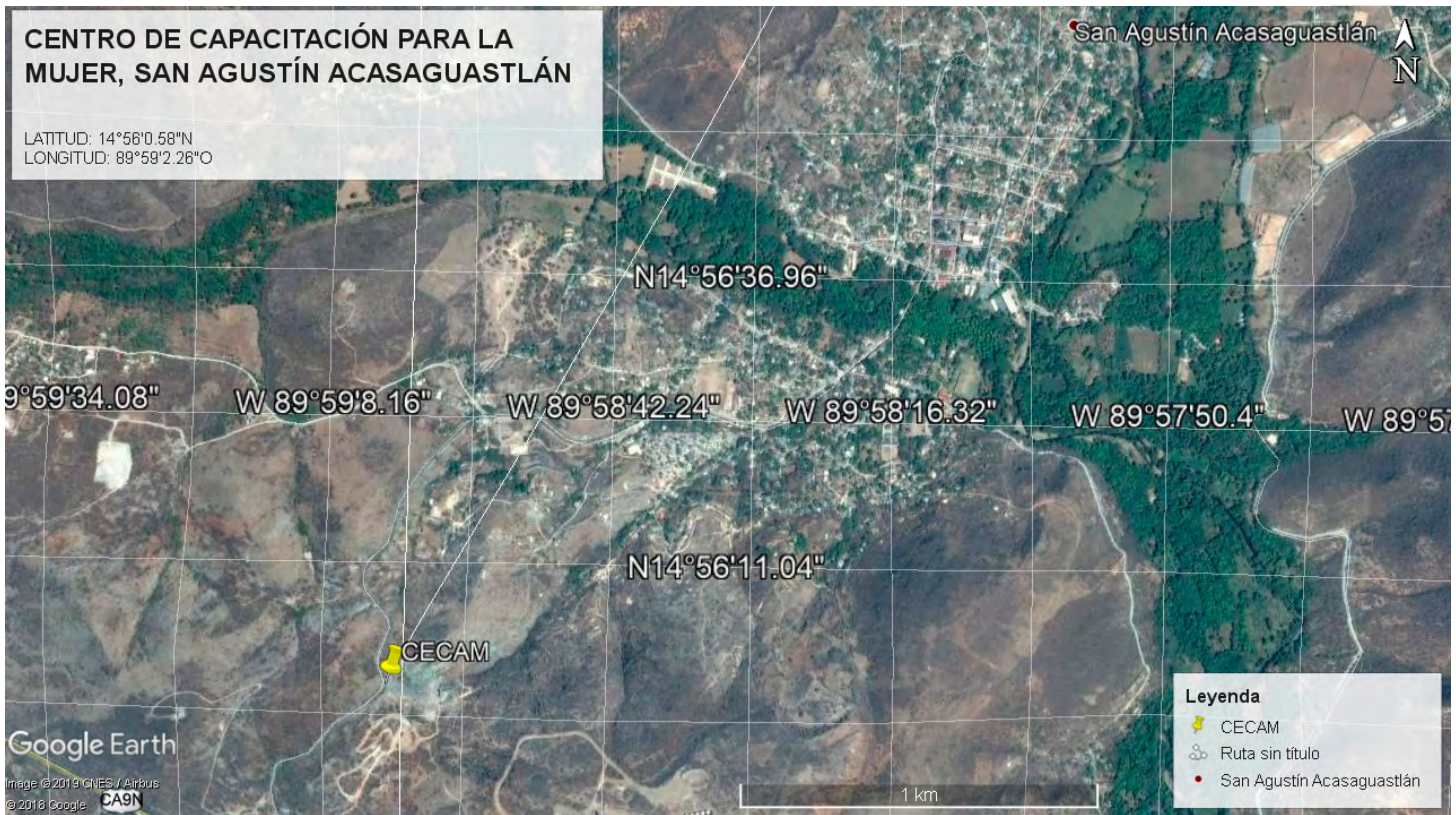 CENTRO DE CAPACITACIÓN PARA LA
MUJER, SAN AGUSTÍN ACASAGUASTLÁN
LATITUD: 14°56'0.58"N
LONGITUD: 89°59'2.26"O
San Agustín Acasaguastlán
N
N14°56'36.96"
9°59'34.08"
W 89°59'8.16"
W 89°58'42.24"
W 89°58'16.32"
W 89°57'50.4"
W 89°57
N14°56'11.04"
CECAM
Leyenda
CECAM
Ruta sin título
San Agustín Acasaguastlán
Google Earth
Image © 2019 CNES / Airbus
© 2018 Google
CA9N
1 km